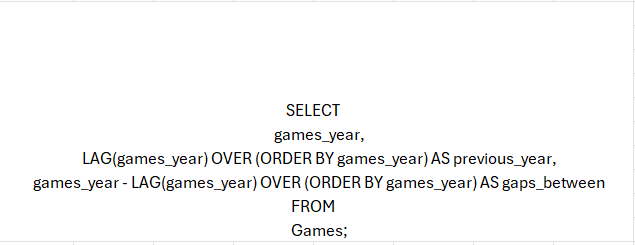 SELECT
games_year,
LAG(games_year) OVER (ORDER BY games_year) AS previous_year,
games_year - LAG(games_year) OVER (ORDER BY games_year) AS gaps_between
FROM
Games;